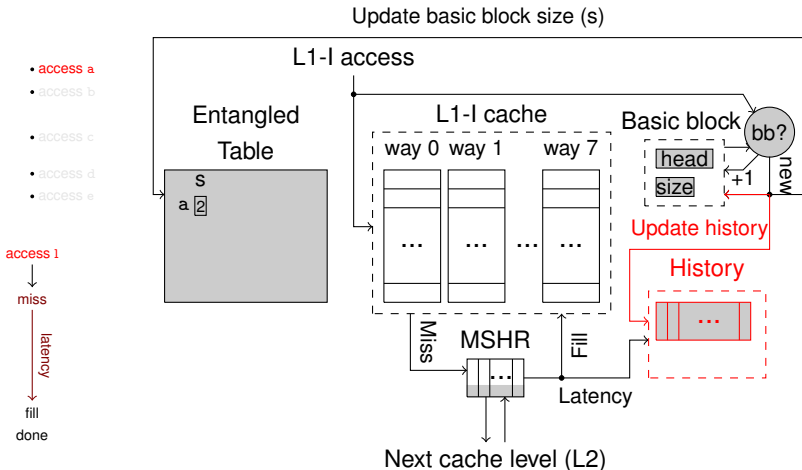 Update basic block size (s)
L1-I access
access a
access b
access c
access d
access e
Entangled
Table
s
a 2
L1-I cache
way 0 way 1 way 7
... ... ... ...
Basic block
head
size
bb?
+1
new
Update history
History
...
access l
miss
latency
fill
done
Miss
MSHR
...
Fill
Latency
Next cache level (L2)